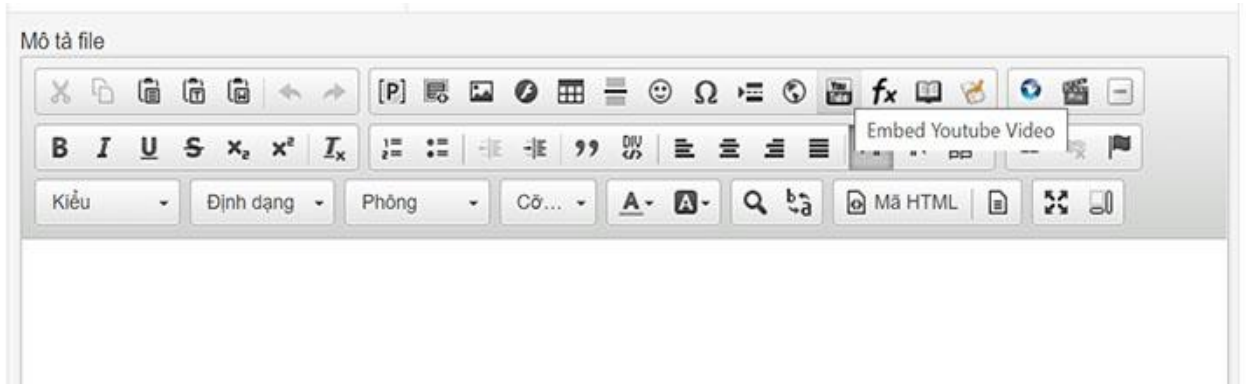 Mô tả file
Embed Youtube Video
Kiểu Định dạng Phông Cỡ... Mã HTML